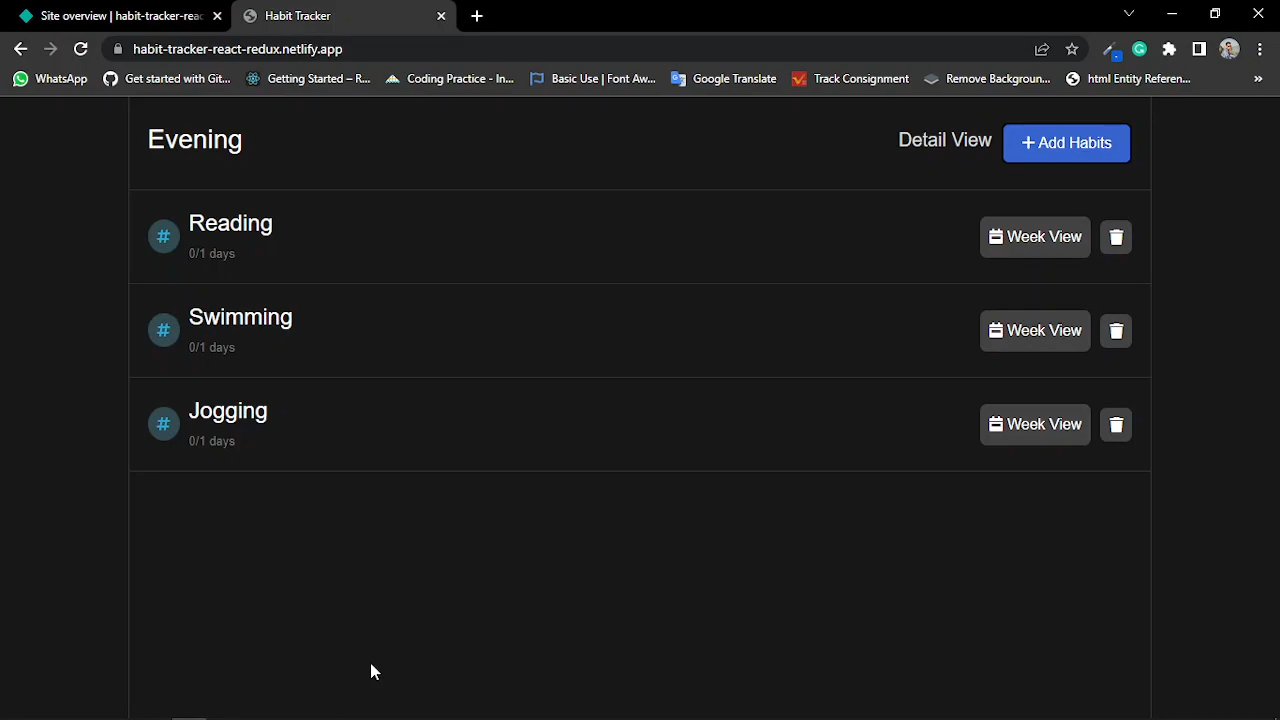 Site overview | habit-tracker-reac
Habit Tracker
habit-tracker-react-redux.netlify.app
WhatsApp
Get started with Git...
Getting Started – R...
Coding Practice - In...
Basic Use | Font Aw...
Google Translate
Track Consignment
Remove Backgroun...
html Entity Referen...
»
Evening
Detail View
+ Add Habits
# Reading
0/1 days
Week View
# Swimming
0/1 days
Week View
# Jogging
0/1 days
Week View